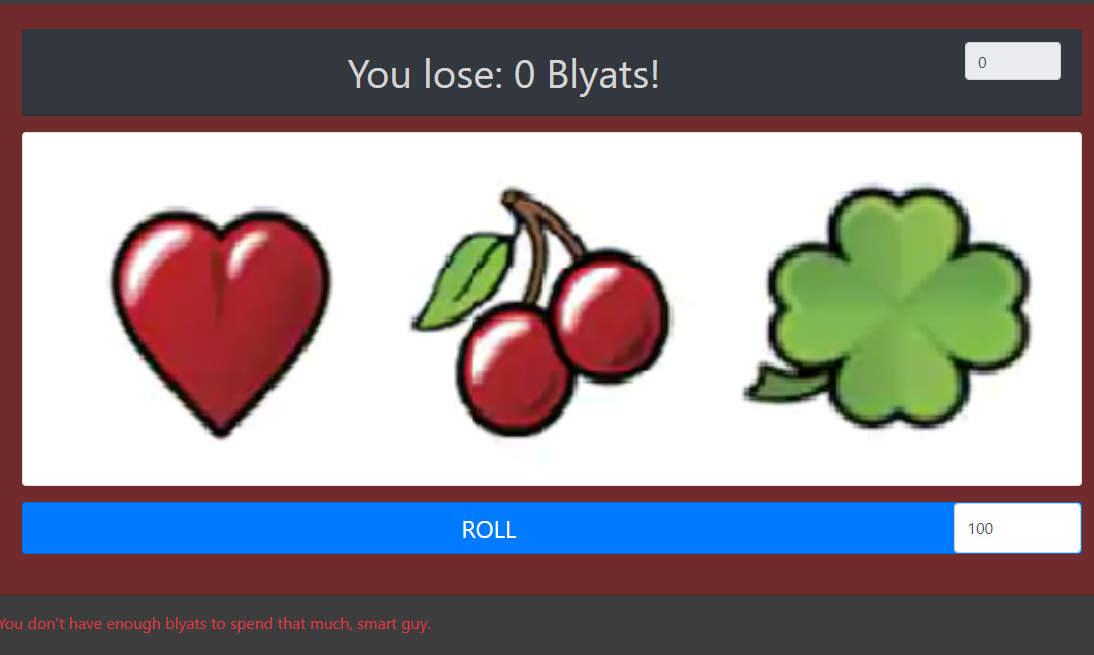 You lose: 0 Blyats!
0
ROLL
100
You don't have enough blyats to spend that much, smart guy.